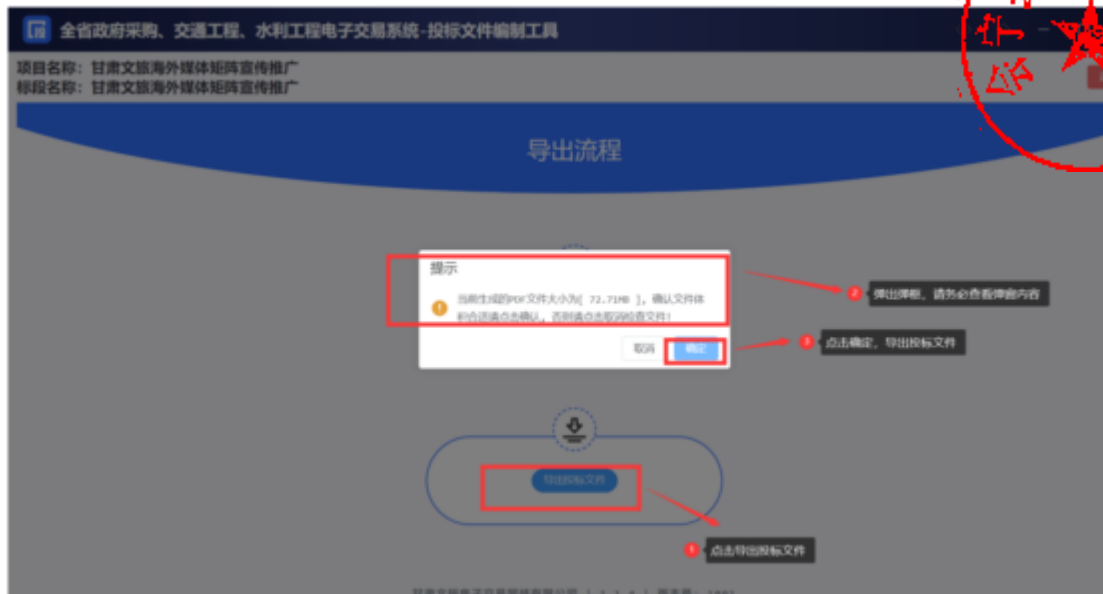 全省政府采购、交通工程、水利工程电子交易系统-投标文件编制工具
项目名称：甘肃文旅海外媒体矩阵宣传推广
标段名称：甘肃文旅海外媒体矩阵宣传推广
导出流程
提示
当前生成的PDF文件大小为[ 72.71MB ]，确认文件体
积合适请点击确认，否则请点击取消检查文件！
取消 确定
2 弹出弹框，请务必查看弹窗内容
3 点击确定，导出投标文件
导出投标文件
1 点击导出投标文件